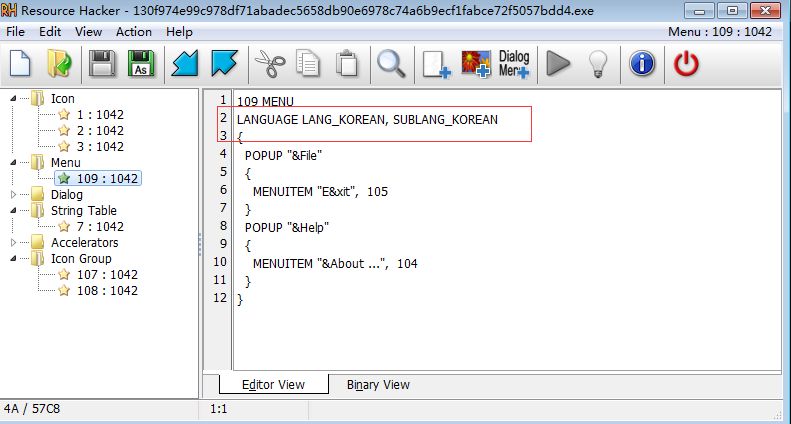 Resource Hacker - 130f974e99c978df71abadec5658db90e6978c74a6b9ecf1fabce72f5057bdd4.exe
File Edit View Action Help
Menu : 109 : 1042
As
Dialog
Menu
Icon
1 : 1042
2 : 1042
3 : 1042
Menu
109 : 1042
Dialog
String Table
7 : 1042
Accelerators
Icon Group
107 : 1042
108 : 1042
1 109 MENU
2 LANGUAGE LANG_KOREAN, SUBLANG_KOREAN
3 {
4 POPUP "&File"
5 {
6 MENUITEM "E&xit", 105
7 }
8 POPUP "&Help"
9 {
10 MENUITEM "&About ...", 104
11 }
12 }
Editor View
Binary View
4A / 57C8
1:1